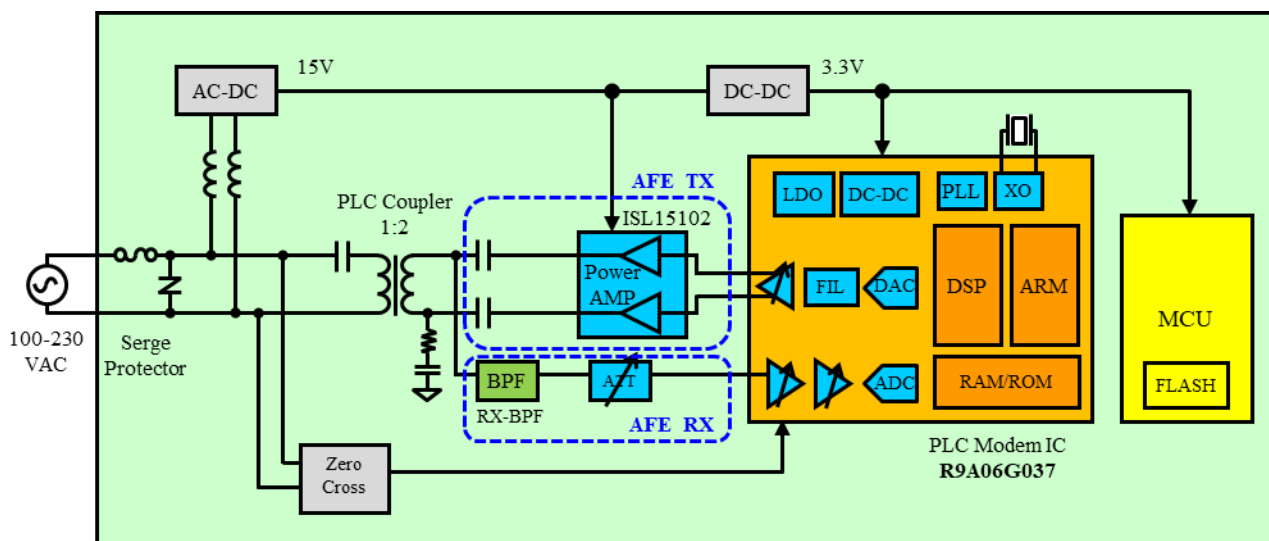 15V
3.3V
AC-DC
DC-DC
AFE TX
LDO
DC-DC
PLL
XO
PLC Coupler
1:2
ISL15102
Power
AMP
FIL
DAC
DSP
ARM
MCU
100-230
VAC
Serge
Protector
BPF
RX-BPF
ATT
AFE RX
ADC
RAM/ROM
FLASH
PLC Modem IC
R9A06G037
Zero
Cross